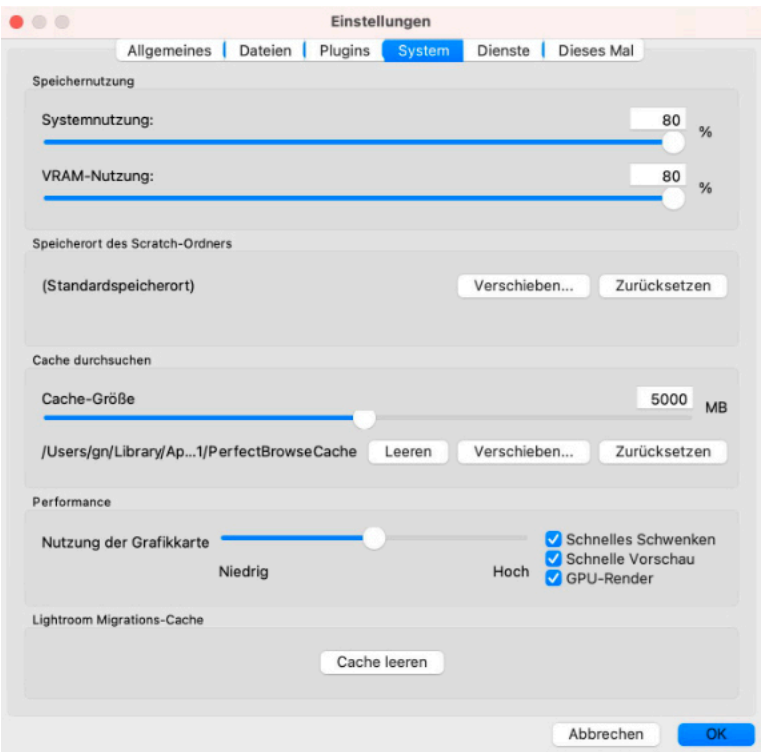 Einstellungen
Allgemeines Dateien Plugins System Dienste Dieses Mal
Speichernutzung
Systemnutzung: 80 %
VRAM-Nutzung: 80 %
Speicherort des Scratch-Ordners
(Standardspeicherort) Verschieben... Zurücksetzen
Cache durchsuchen
Cache-Größe 5000 MB
/Users/gn/Library/Ap...1/PerfectBrowseCache Leeren Verschieben... Zurücksetzen
Performance
Nutzung der Grafikkarte Schnelles Schwenken
Schnelle Vorschau
Niedrig Hoch GPU-Render
Lightroom Migrations-Cache
Cache leeren
Abbrechen OK